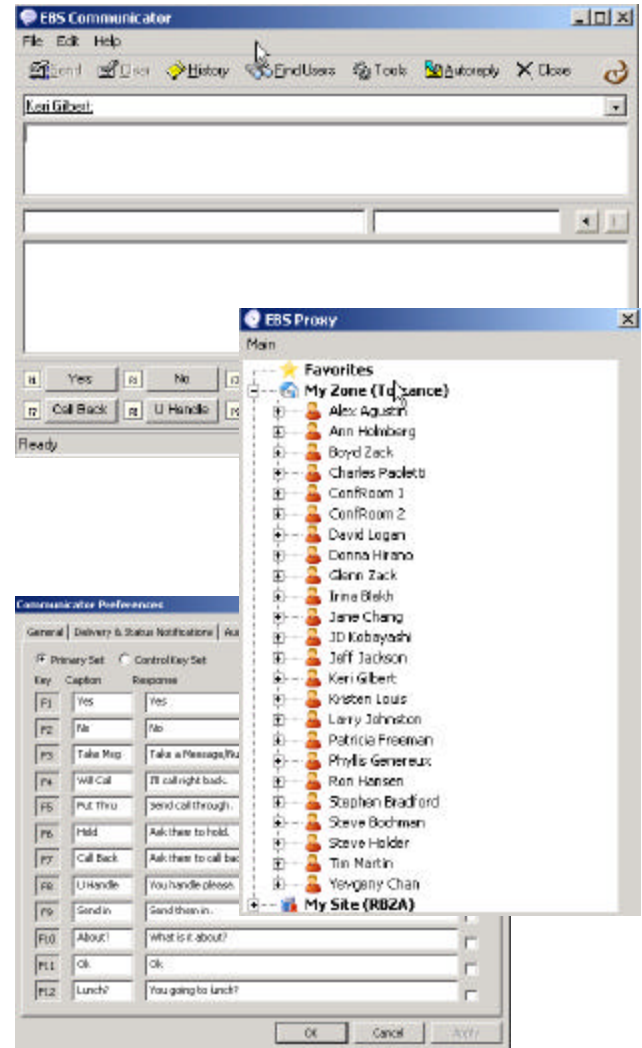 EBS Communicator
File Edit Help
Send Clear History Find Users Tools Autoreply Close
Keri Gilbert;
F1 Yes F2 No F3
F7 Call Back F8 U Handle F9
Ready
EBS Proxy
Main
Favorites
My Zone (Torrance)
Alex Agustin
Ann Holmberg
Boyd Zack
Charles Paoletti
ConfRoom 1
ConfRoom 2
David Logan
Donna Hirano
Glenn Zack
Irina Blekh
Jane Chang
JD Kobayashi
Jeff Jackson
Keri Gilbert
Kristen Louis
Larry Johnston
Patricia Freeman
Phyllis Genereux
Ron Hansen
Stephen Bradford
Steve Bochman
Steve Holder
Tim Martin
Yevgeny Chan
My Site (RB2A)
Communicator Preferences
General Delivery & Status Notifications Au
Primary Set Control Key Set
Key Caption Response
F1 Yes Yes
F2 No No
F3 Take Msg Take a Message/Nu
F4 Will Call I'll call right back.
F5 Put Thru Send call through.
F6 Hold Ask them to hold.
F7 Call Back Ask them to call bac
F8 U Handle You handle please.
F9 Send in Send them in.
F10 About? What is it about?
F11 Ok Ok
F12 Lunch? You going to lunch?
OK Cancel Apply